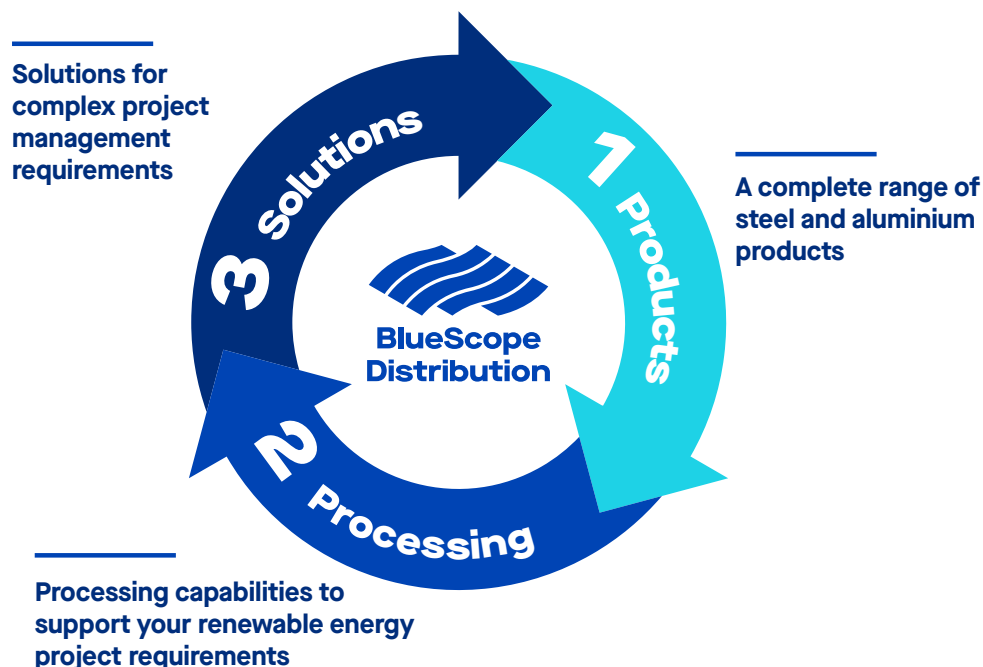 Solutions for
complex project
management
requirements
3 Solutions
1 Products
A complete range of
steel and aluminium
products
BlueScope
Distribution
2 Processing
Processing capabilities to
support your renewable energy
project requirements